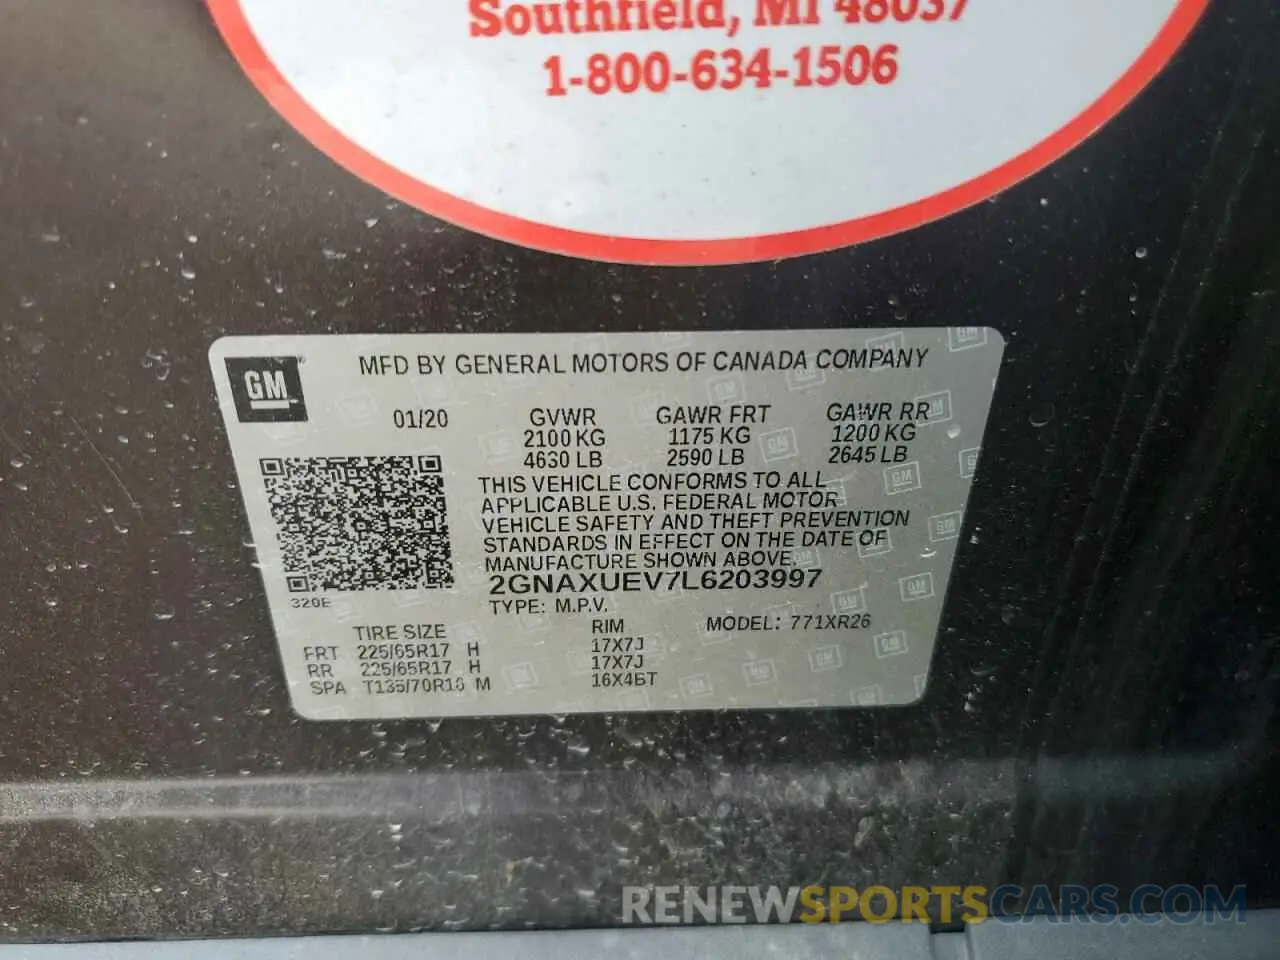 Southfield, MI 48037
1-800-634-1506
GM
MFD BY GENERAL MOTORS OF CANADA COMPANY
01/20 GVWR GAWR FRT GAWR RR
2100 KG 1175 KG 1200 KG
4630 LB 2590 LB 2645 LB
THIS VEHICLE CONFORMS TO ALL
APPLICABLE U.S. FEDERAL MOTOR
VEHICLE SAFETY AND THEFT PREVENTION
STANDARDS IN EFFECT ON THE DATE OF
MANUFACTURE SHOWN ABOVE.
2GNAXUEV7L6203997
320E
TYPE: M.P.V.
MODEL: 771XR26
TIRE SIZE RIM
FRT 225/65R17 H 17X7J
RR 225/65R17 H 17X7J
SPA T135/70R16 M 16X4BT
RENEWSPORTSCARS.COM